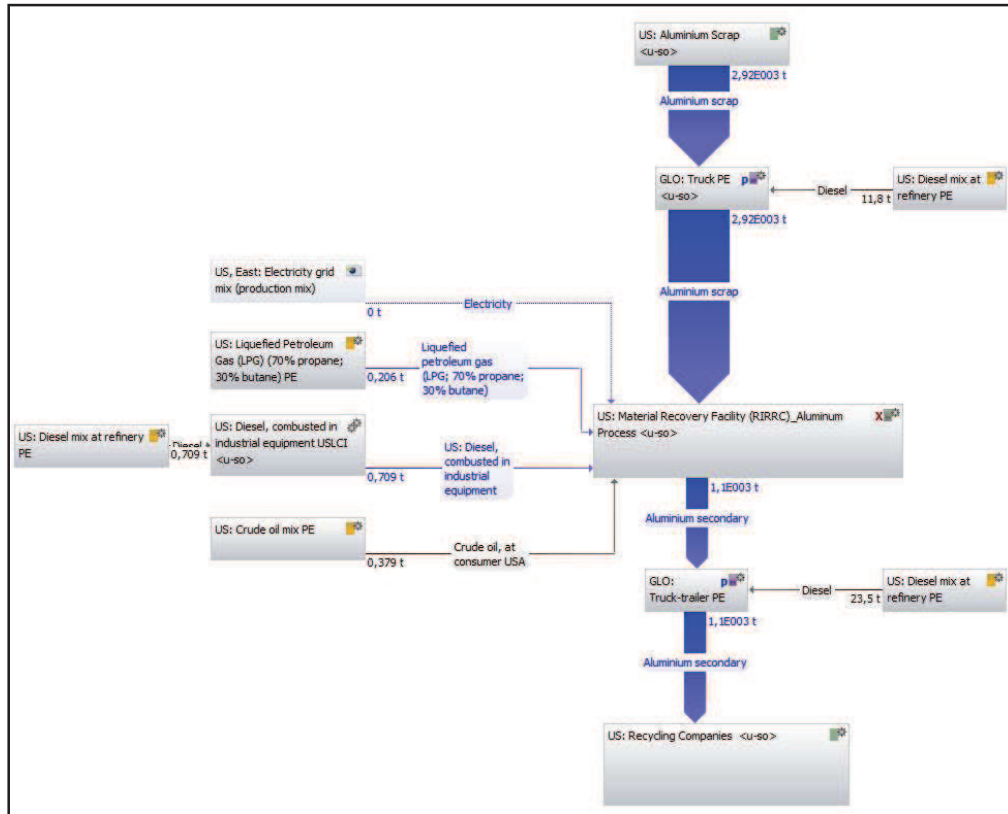 US: Aluminium Scrap
<u-so>
2,92E003 t
Aluminium scrap
GLO: Truck PE
<u-so>
p
2,92E003 t
Diesel
11,8 t
US: Diesel mix at
refinery PE
Aluminium scrap
US, East: Electricity grid
mix (production mix)
0 t
Electricity
US: Liquefied Petroleum
Gas (LPG) (70% propane;
30% butane) PE
0,206 t
Liquefied
petroleum gas
(LPG; 70% propane;
30% butane)
US: Material Recovery Facility (RIRRC)_Aluminum
Process <u-so>
X
US: Diesel mix at refinery
PE
Diesel
0,709 t
US: Diesel, combusted in
industrial equipment USLCI
<u-so>
0,709 t
US: Diesel,
combusted in
industrial
equipment
1,1E003 t
Aluminium secondary
US: Crude oil mix PE
0,379 t
Crude oil, at
consumer USA
GLO:
Truck-trailer PE
p
1,1E003 t
Diesel
23,5 t
US: Diesel mix at
refinery PE
Aluminium secondary
US: Recycling Companies <u-so>